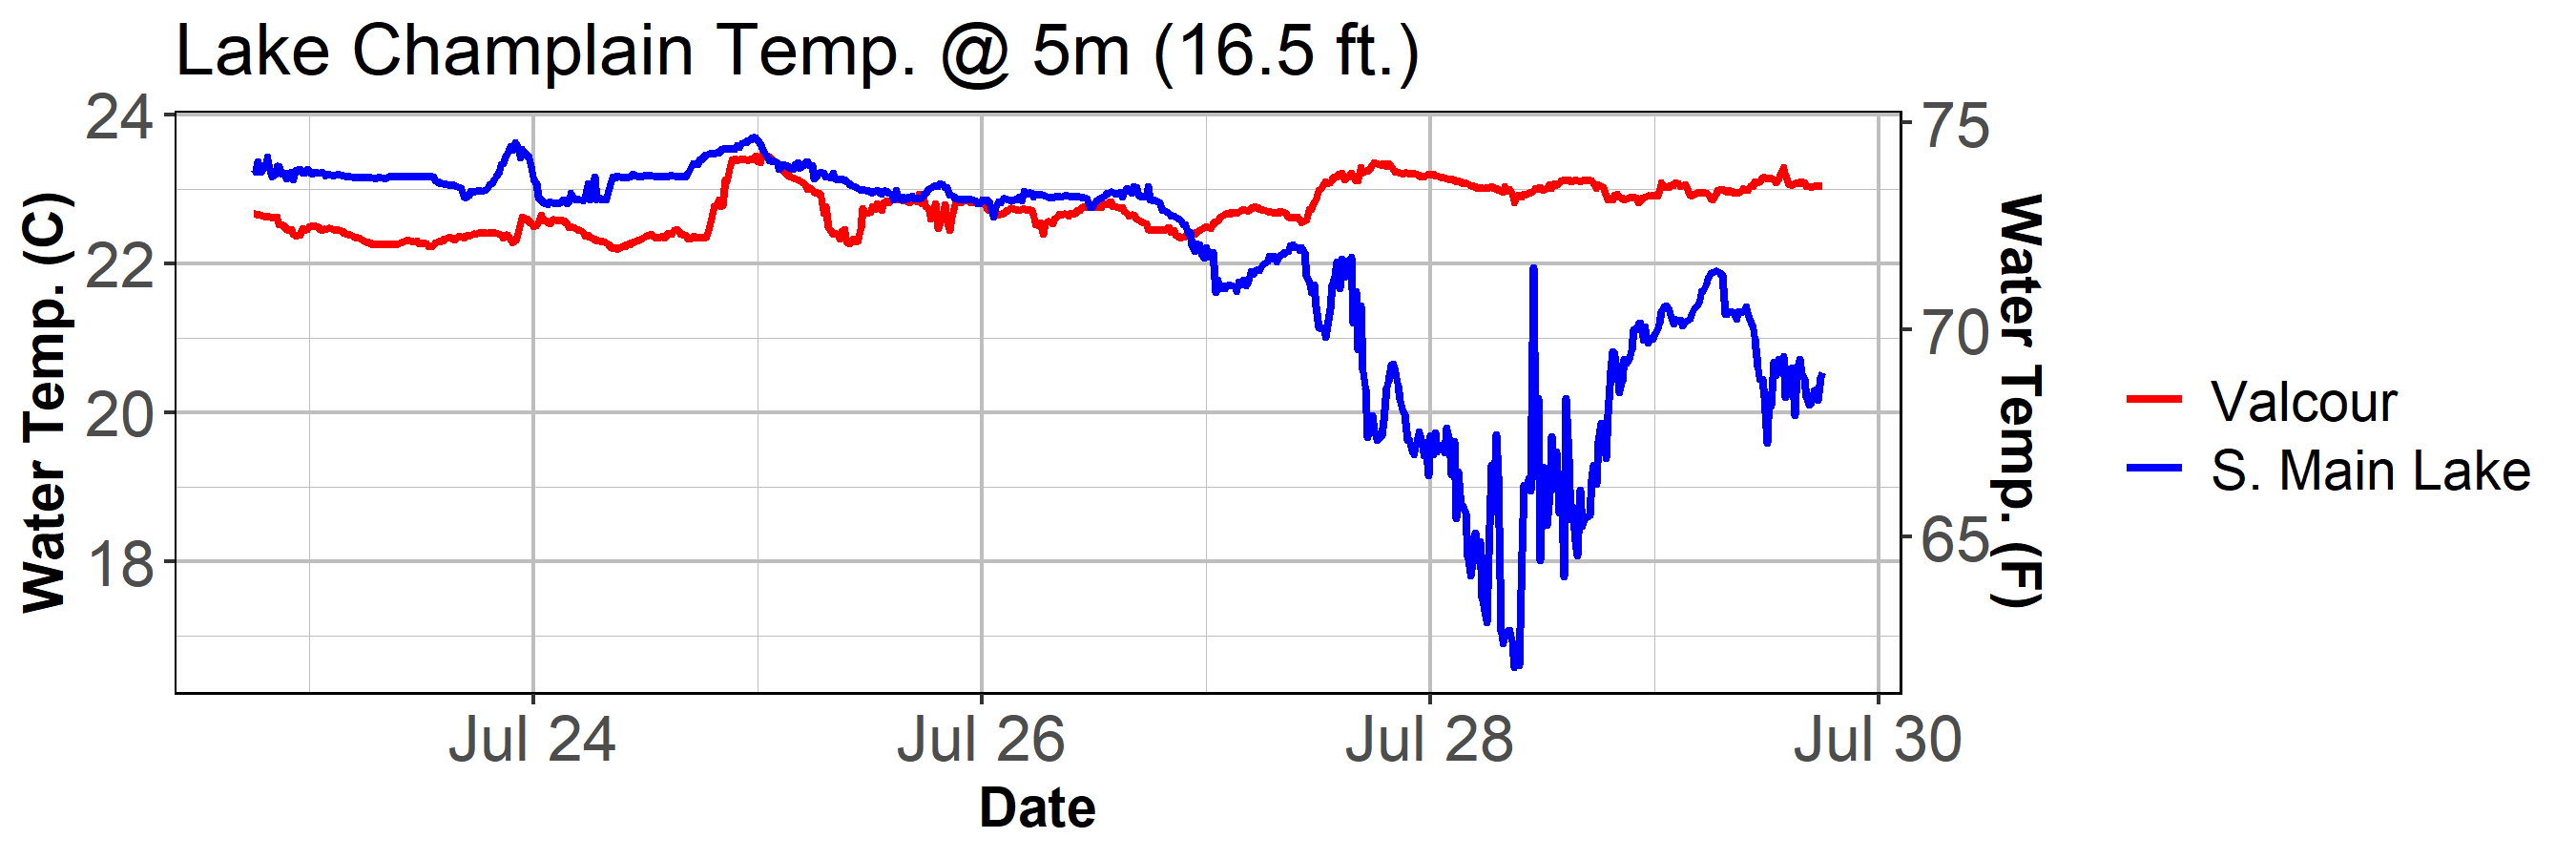 Lake Champlain Temp. @ 5m (16.5 ft.)
Water Temp. (C)
24
22
20
18
75
70
65
Water Temp. (F)
Jul 24
Jul 26
Jul 28
Jul 30
Date
Valcour
S. Main Lake